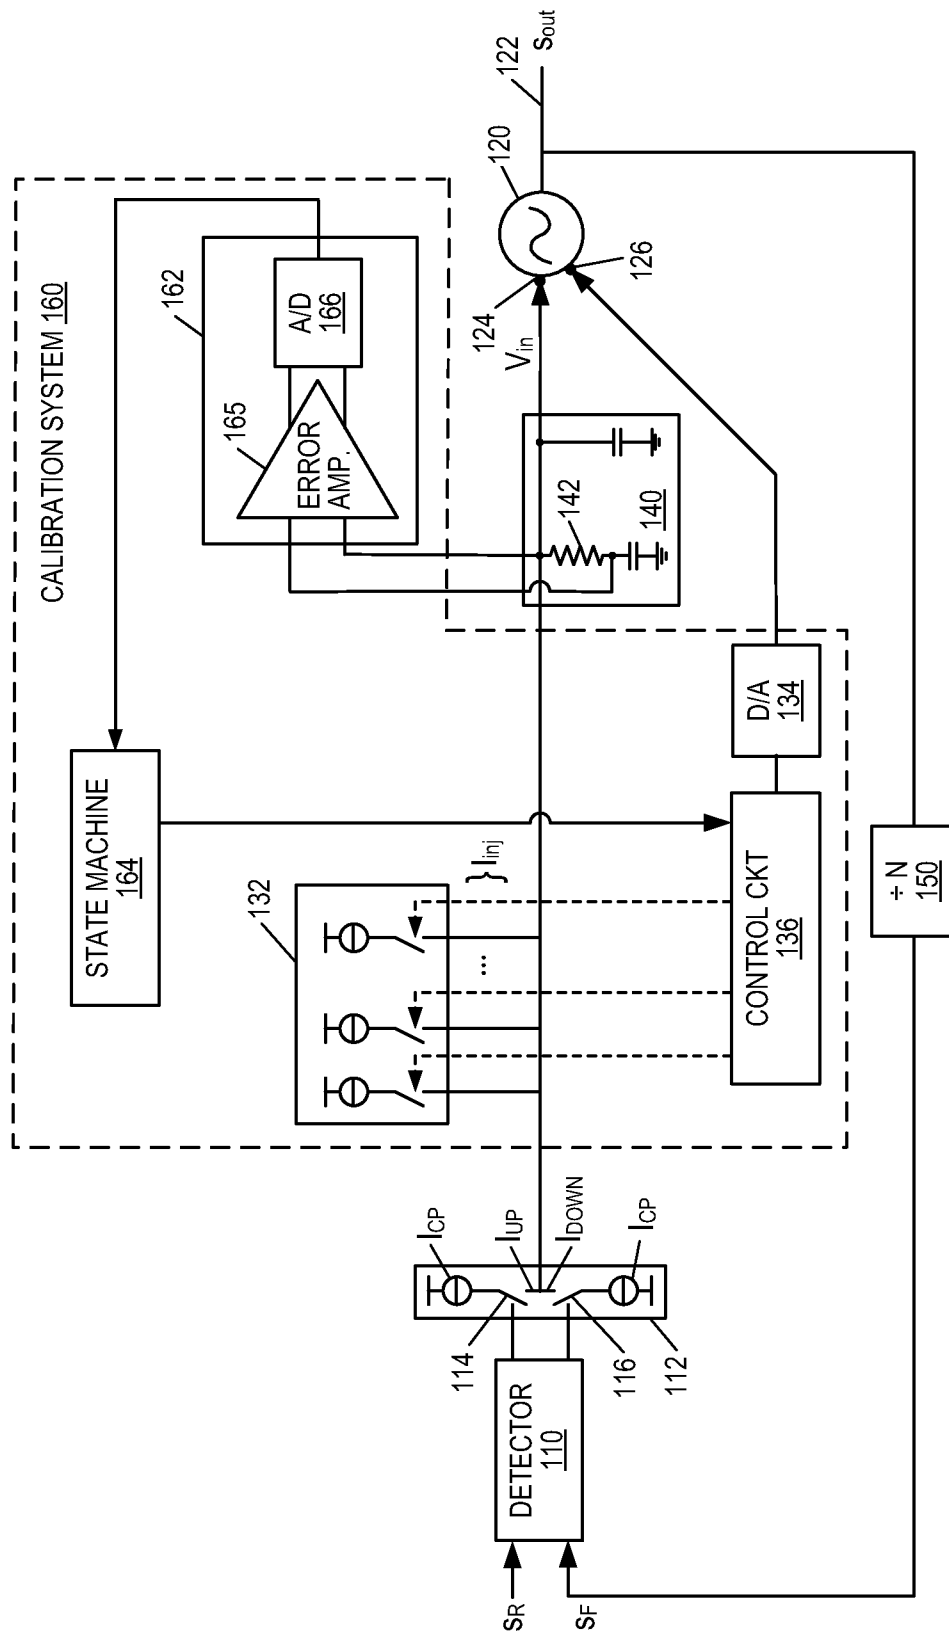 CALIBRATION SYSTEM 160
STATE MACHINE
164
162
165
ERROR
AMP.
A/D
166
132
Iinj
...
ICP
IUP
IDOWN
ICP
114
116
112
DETECTOR
110
SR
SF
142
140
Vin
124
126
120
122
Sout
CONTROL CKT
136
D/A
134
÷ N
150